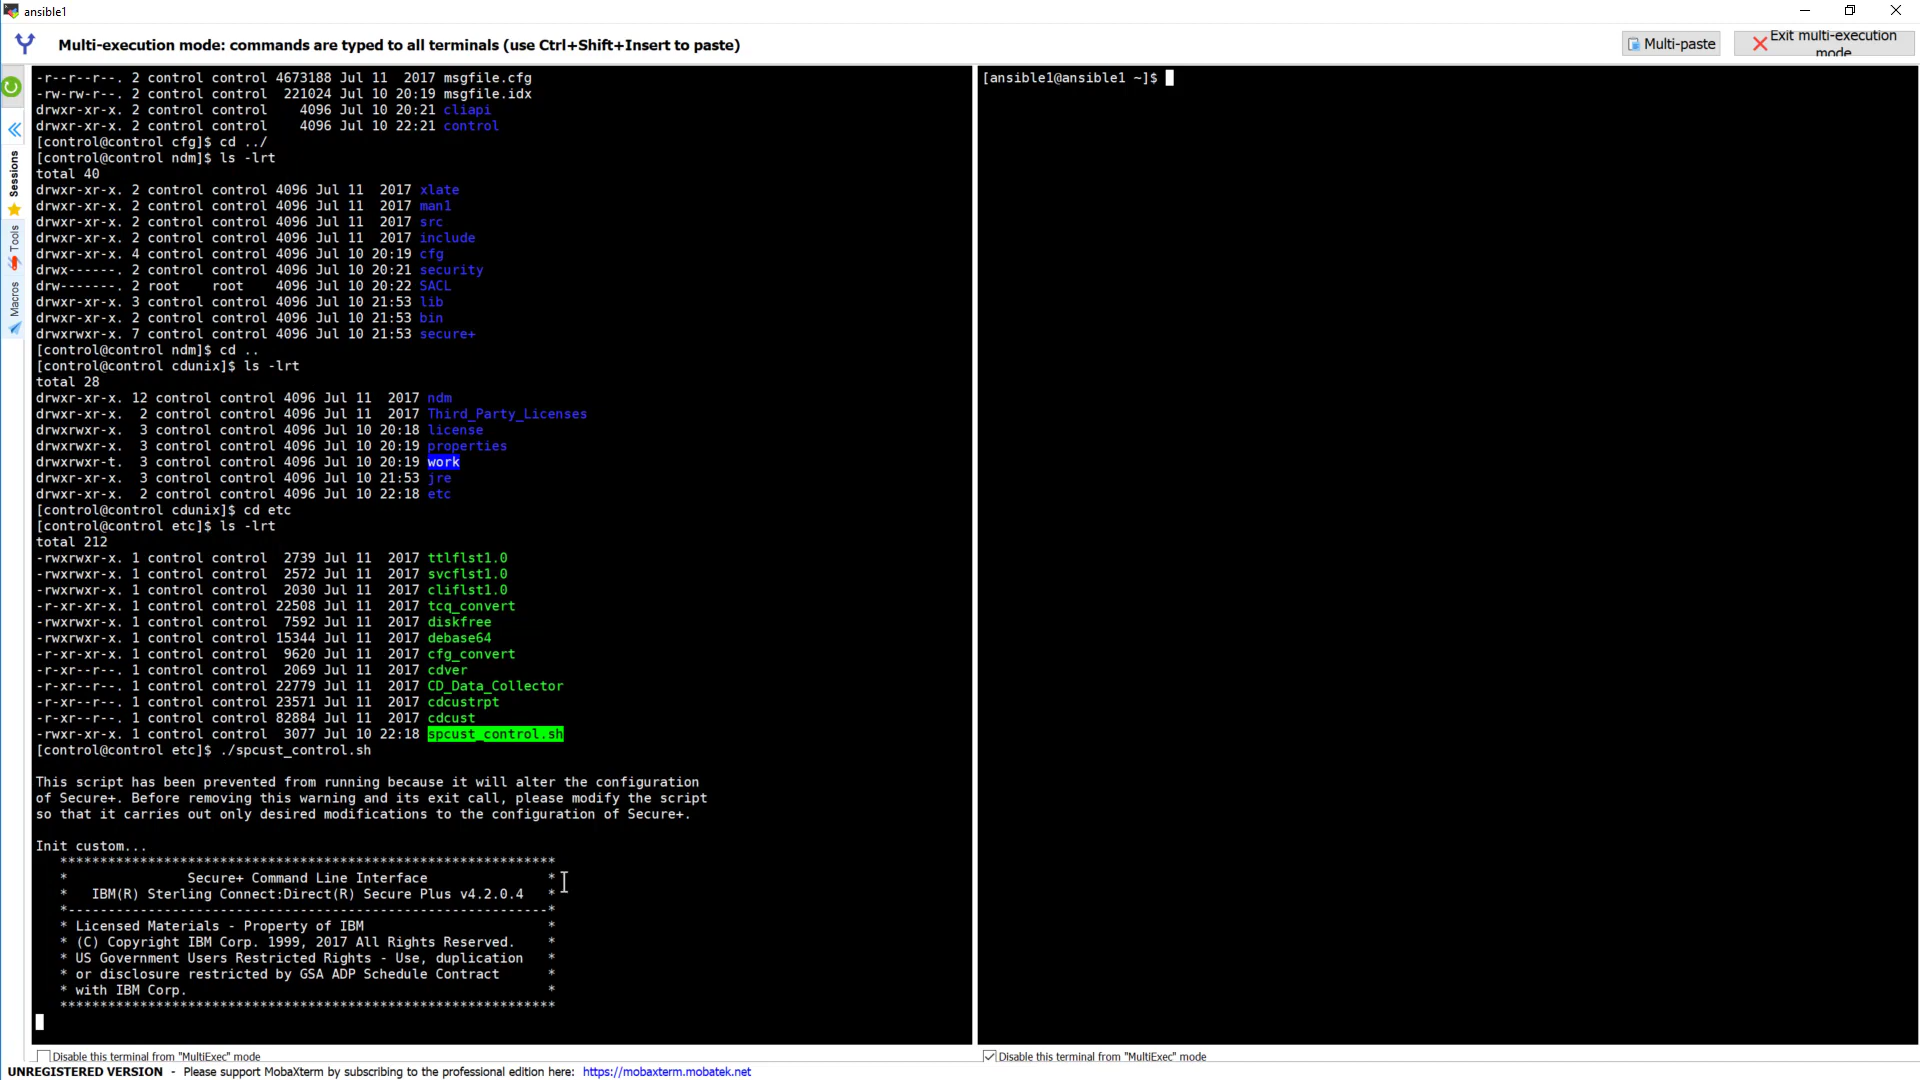 ansible1
Multi-execution mode: commands are typed to all terminals (use Ctrl+Shift+Insert to paste)
Multi-paste
Exit multi-execution
mode
Sessions
Tools
Macros
-r--r--r--. 2 control control 4673188 Jul 11  2017 msgfile.cfg
-rw-rw-r--. 2 control control  221024 Jul 10 20:19 msgfile.idx
drwxr-xr-x. 2 control control    4096 Jul 10 20:21 cliapi
drwxr-xr-x. 2 control control    4096 Jul 10 22:21 control
[control@control cfg]$ cd ../
[control@control ndm]$ ls -lrt
total 40
drwxr-xr-x. 2 control control 4096 Jul 11  2017 xlate
drwxr-xr-x. 2 control control 4096 Jul 11  2017 man1
drwxr-xr-x. 2 control control 4096 Jul 11  2017 src
drwxr-xr-x. 2 control control 4096 Jul 11  2017 include
drwxr-xr-x. 4 control control 4096 Jul 10 20:19 cfg
drwx------. 2 control control 4096 Jul 10 20:21 security
drw-------. 2 root    root    4096 Jul 10 20:22 SACL
drwxr-xr-x. 3 control control 4096 Jul 10 21:53 lib
drwxr-xr-x. 2 control control 4096 Jul 10 21:53 bin
drwxrwxr-x. 7 control control 4096 Jul 10 21:53 secure+
[control@control ndm]$ cd ..
[control@control cdunix]$ ls -lrt
total 28
drwxr-xr-x. 12 control control 4096 Jul 11  2017 ndm
drwxrwxr-x.  2 control control 4096 Jul 11  2017 Third_Party_Licenses
drwxrwxr-x.  3 control control 4096 Jul 10 20:18 license
drwxrwxr-x.  3 control control 4096 Jul 10 20:19 properties
drwxrwxr-t.  3 control control 4096 Jul 10 20:19 work
drwxr-xr-x.  3 control control 4096 Jul 10 21:53 jre
drwxr-xr-x.  2 control control 4096 Jul 10 22:18 etc
[control@control cdunix]$ cd etc
[control@control etc]$ ls -lrt
total 212
-rwxrwxr-x. 1 control control  2739 Jul 11  2017 ttlflst1.0
-rwxrwxr-x. 1 control control  2572 Jul 11  2017 svcflst1.0
-rwxrwxr-x. 1 control control  2030 Jul 11  2017 cliflst1.0
-r-xr-xr-x. 1 control control 22508 Jul 11  2017 tcq_convert
-rwxrwxr-x. 1 control control  7592 Jul 11  2017 diskfree
-rwxrwxr-x. 1 control control 15344 Jul 11  2017 debase64
-r-xr-xr-x. 1 control control  9620 Jul 11  2017 cfg_convert
-r-xr--r--. 1 control control  2069 Jul 11  2017 cdver
-r-xr--r--. 1 control control 22779 Jul 11  2017 CD_Data_Collector
-r-xr--r--. 1 control control 23571 Jul 11  2017 cdcustrpt
-r-xr--r--. 1 control control 82884 Jul 11  2017 cdcust
-rwxr-xr-x. 1 control control  3077 Jul 10 22:18 spcust_control.sh
[control@control etc]$ ./spcust_control.sh
This script has been prevented from running because it will alter the configuration
of Secure+. Before removing this warning and its exit call, please modify the script
so that it carries out only desired modifications to the configuration of Secure+.
Init custom...
**************************************************************
*               Secure+ Command Line Interface               *
*   IBM(R) Sterling Connect:Direct(R) Secure Plus v4.2.0.4   *
*------------------------------------------------------------*
* Licensed Materials - Property of IBM                       *
* (C) Copyright IBM Corp. 1999, 2017 All Rights Reserved.    *
* US Government Users Restricted Rights - Use, duplication   *
* or disclosure restricted by GSA ADP Schedule Contract      *
* with IBM Corp.                                             *
**************************************************************
Disable this terminal from "MultiExec" mode
[ansible1@ansible1 ~]$
Disable this terminal from "MultiExec" mode
UNREGISTERED VERSION - Please support MobaXterm by subscribing to the professional edition here: https://mobaxterm.mobatek.net